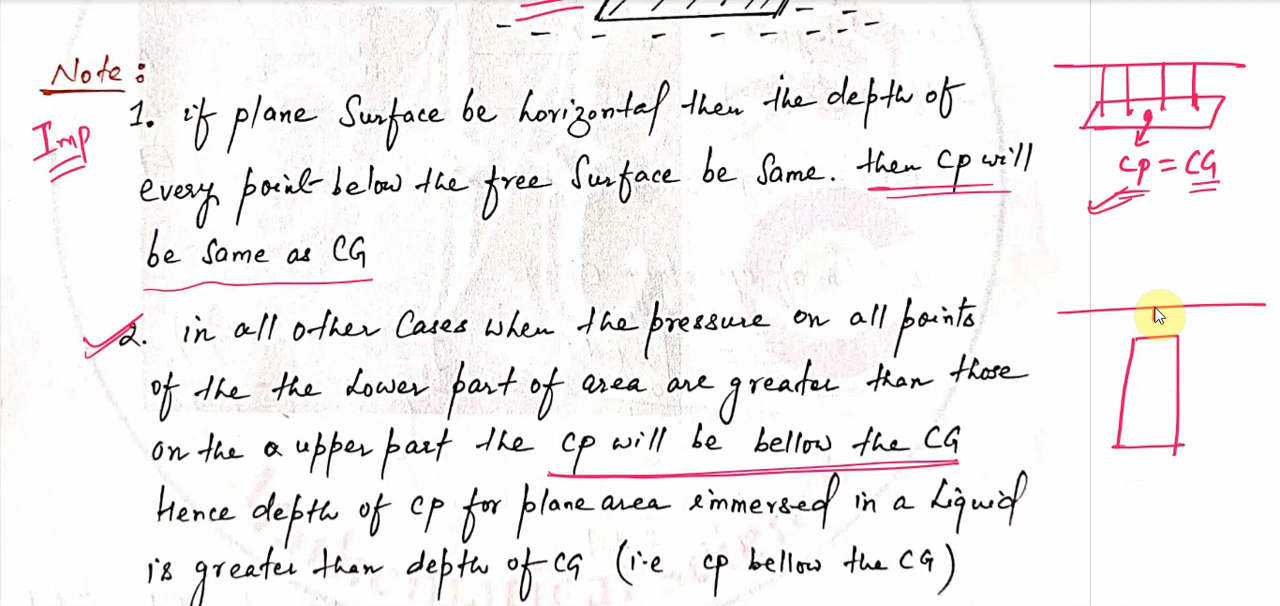 Note:
Imp
1. if plane Surface be horizontal then the depth of
every point below the free Surface be Same. then Cp will
be Same as CG
CP = CG
2. in all other Cases when the pressure on all points
of the the Lower part of area are greater than those
on the a upper part the cp will be bellow the CG
Hence depth of CP for plane area immersed in a Liquid
is greater than depth of CG (i.e cp bellow the CG)